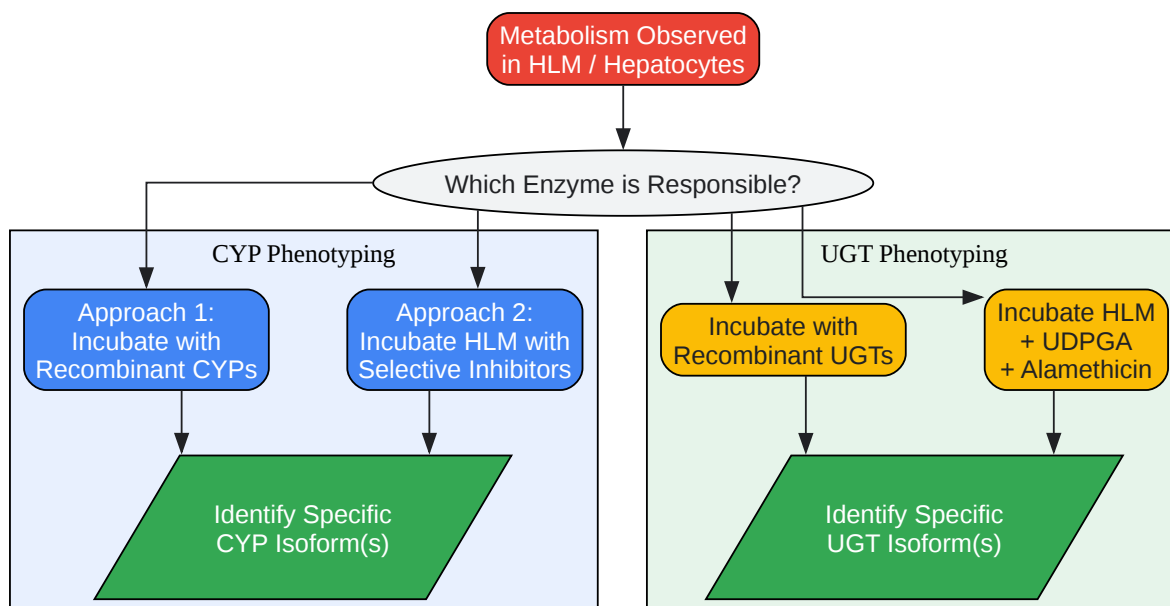 Metabolism Observed
in HLM / Hepatocytes
Which Enzyme is Responsible?
CYP Phenotyping
Approach 1:
Incubate with
Recombinant CYPs
Approach 2:
Incubate HLM with
Selective Inhibitors
Identify Specific
CYP Isoform(s)
UGT Phenotyping
Incubate with
Recombinant UGTs
Incubate HLM
+ UDPGA
+ Alamethicin
Identify Specific
UGT Isoform(s)